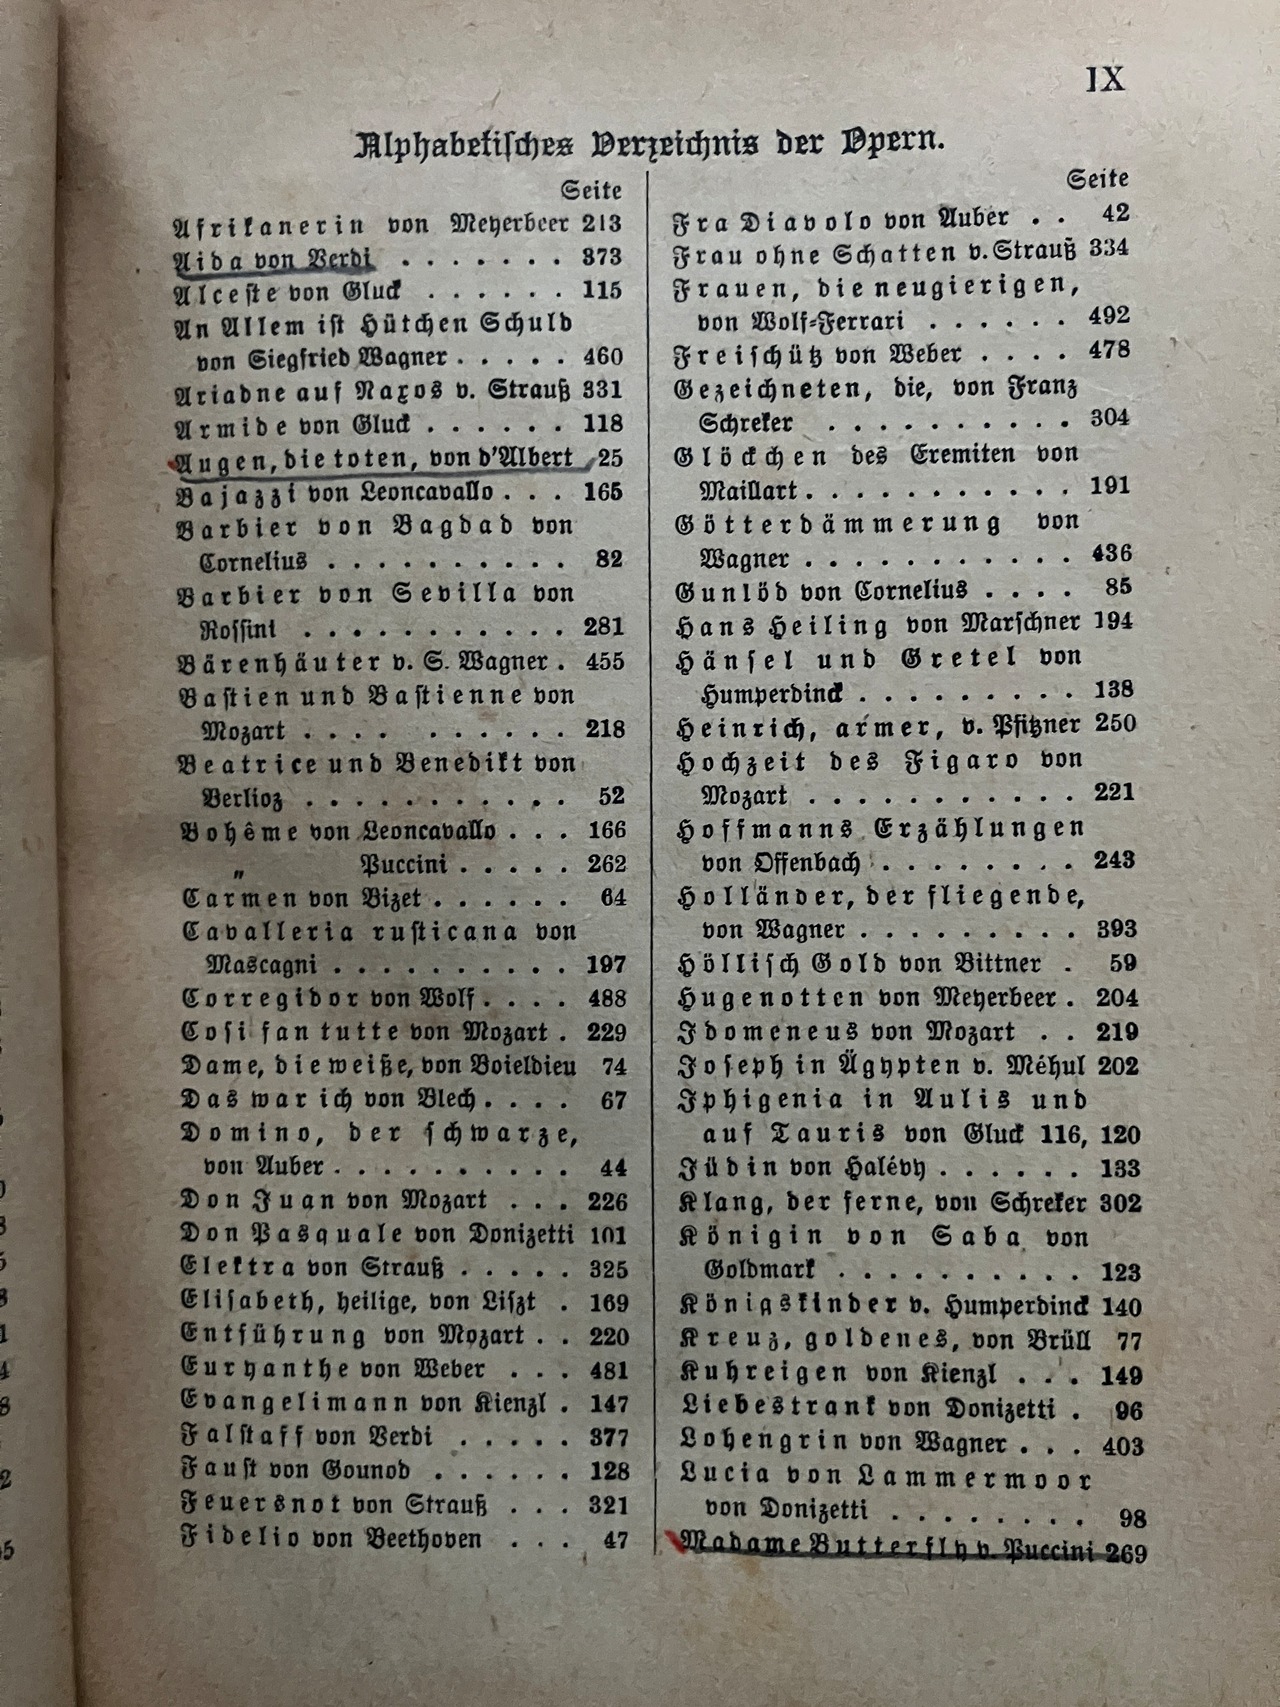 IX
Alphabetisches Verzeichnis der Opern.
Seite
Afrikanerin von Meyerbeer 213
Aida von Verdi . . . . . . . 373
Alceste von Gluck . . . . . . 115
An Allem ist Hütchen Schuld
von Siegfried Wagner . . . . . 460
Ariadne auf Naxos v. Strauß 331
Armide von Gluck . . . . . . 118
Augen, die toten, von d'Albert 25
Bajazzi von Leoncavallo . . . 165
Barbier von Bagdad von
Cornelius . . . . . . . . . . 82
Barbier von Sevilla von
Rossini . . . . . . . . . . . 281
Bärenhäuter v. S. Wagner . 455
Bastien und Bastienne von
Mozart . . . . . . . . . . 218
Beatrice und Benedikt von
Berlioz . . . . . . . . . . . 52
Bohême von Leoncavallo . . . 166
„ Puccini . . . . . 262
Carmen von Bizet . . . . . . 64
Cavalleria rusticana von
Mascagni . . . . . . . . . . 197
Corregidor von Wolf . . . . 488
Cosi fan tutte von Mozart . 229
Dame, die weiße, von Boieldieu 74
Das war ich von Blech . . . . 67
Domino, der schwarze,
von Auber . . . . . . . . . . 44
Don Juan von Mozart . . . 226
Don Pasquale von Donizetti 101
Elektra von Strauß . . . . . 325
Elisabeth, heilige, von Liszt . 169
Entführung von Mozart . . 220
Euryanthe von Weber . . . 481
Evangelimann von Kienzl . 147
Falstaff von Verdi . . . . . 377
Faust von Gounod . . . . . . 128
Feuersnot von Strauß . . . 321
Fidelio von Beethoven . . . 47
Seite
Fra Diavolo von Auber . . 42
Frau ohne Schatten v. Strauß 334
Frauen, die neugierigen,
von Wolf-Ferrari . . . . . . 492
Freischütz von Weber . . . . 478
Gezeichneten, die, von Franz
Schreker . . . . . . . . . . 304
Glöckchen des Eremiten von
Maillart . . . . . . . . . . . 191
Götterdämmerung von
Wagner . . . . . . . . . . . 436
Gunlöd von Cornelius . . . . 85
Hans Heiling von Marschner 194
Hänsel und Gretel von
Humperdinck . . . . . . . . . 138
Heinrich, armer, v. Pfitzner 250
Hochzeit des Figaro von
Mozart . . . . . . . . . . . 221
Hoffmanns Erzählungen
von Offenbach . . . . . . . . 243
Holländer, der fliegende,
von Wagner . . . . . . . . . 393
Höllisch Gold von Bittner . 59
Hugenotten von Meyerbeer . 204
Idomeneus von Mozart . . 219
Joseph in Ägypten v. Méhul 202
Iphigenia in Aulis und
auf Tauris von Gluck 116, 120
Jüdin von Halévy . . . . . . 133
Klang, der ferne, von Schreker 302
Königin von Saba von
Goldmark . . . . . . . . . . 123
Königskinder v. Humperdinck 140
Kreuz, goldenes, von Brüll 77
Kuhreigen von Kienzl . . . 149
Liebestrank von Donizetti . 96
Lohengrin von Wagner . . . 403
Lucia von Lammermoor
von Donizetti . . . . . . . . 98
Madame Butterfly v. Puccini 269